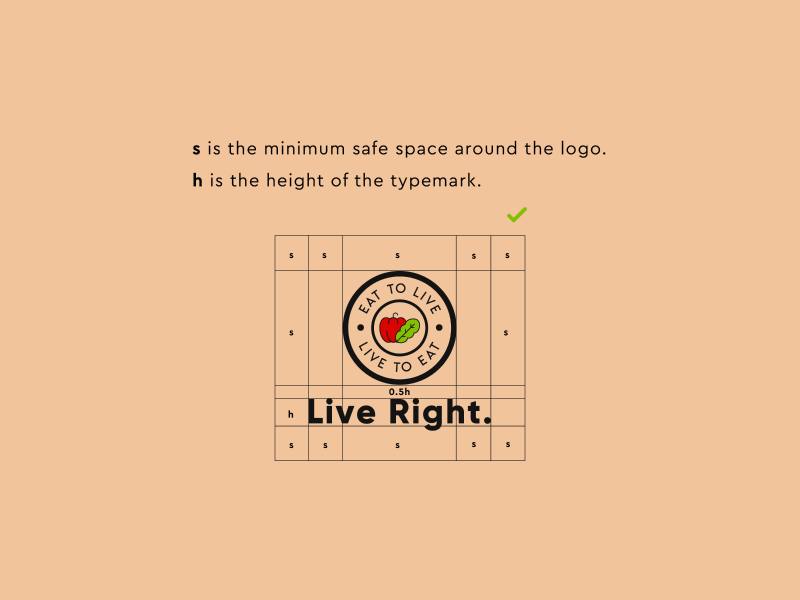 s is the minimum safe space around the logo.
h is the height of the typemark.
s s s s s
EAT TO LIVE
s s
LIVE TO EAT
0.5h
h Live Right.
s s s s s